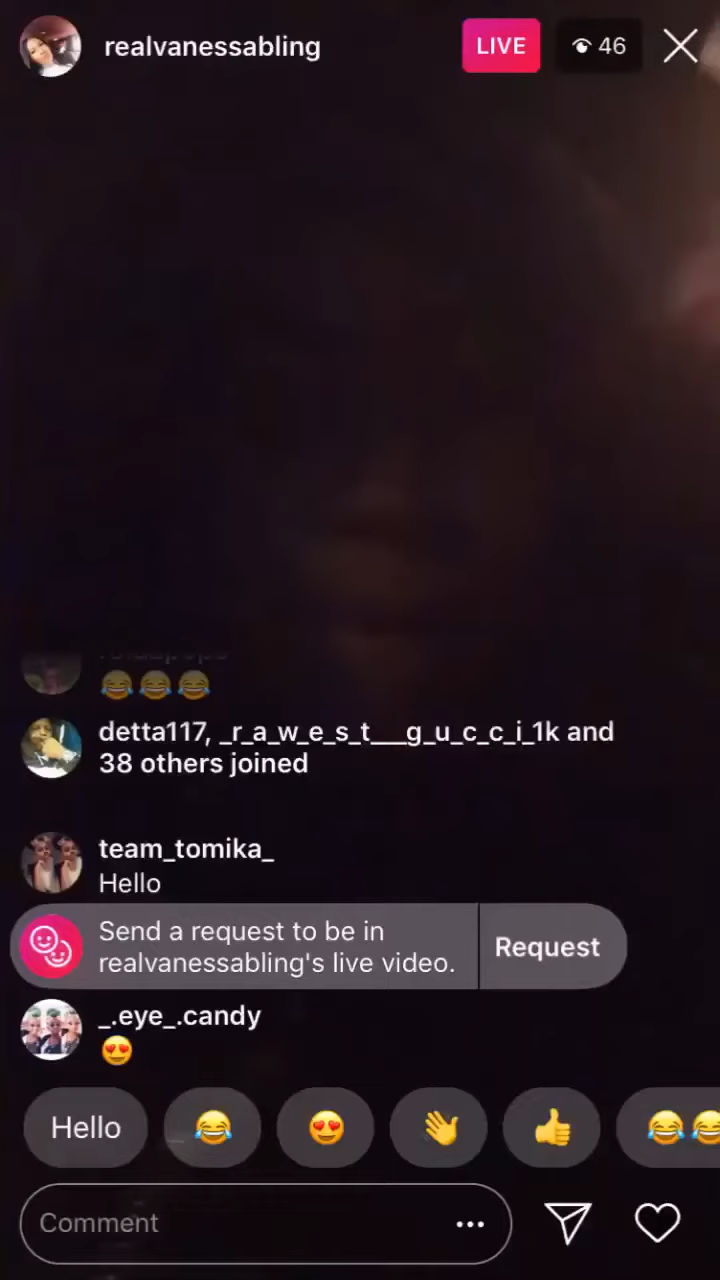 realvanessabling
LIVE
46
😂😂😂
detta117, _r_a_w_e_s_t___g_u_c_c_i_1k and
38 others joined
team_tomika_
Hello
Send a request to be in
realvanessabling's live video.
Request
_.eye_.candy
😍
Hello
😂
😍
👋
👍
😂😂
Comment